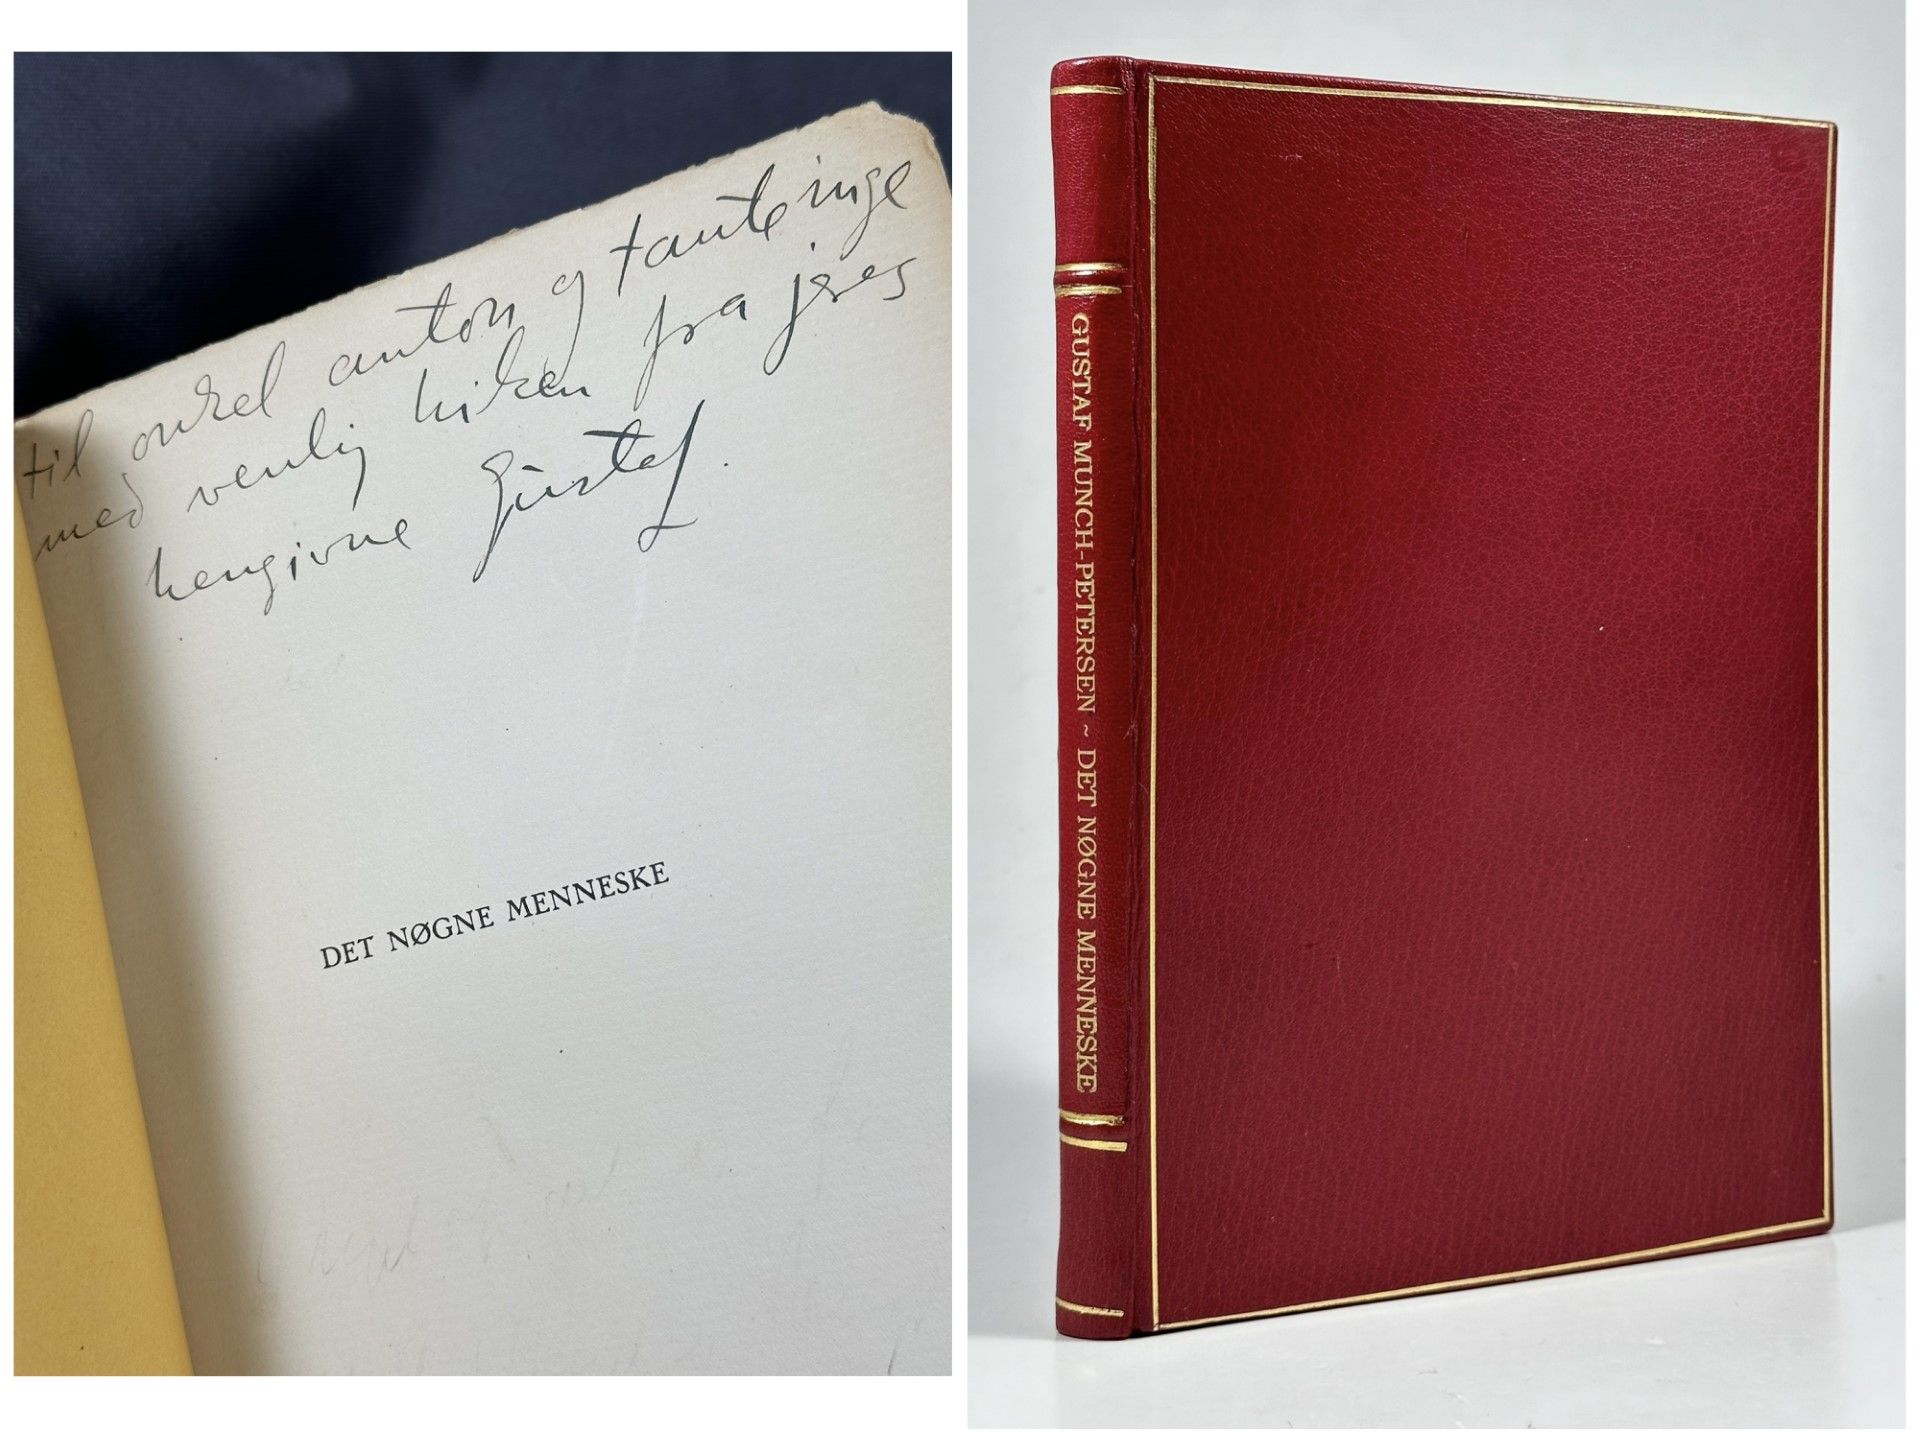 til onkel anton og tante inge
med venlig hilsen fra jeres
hengivne Gustaf.
DET NØGNE MENNESKE
GUSTAF MUNCH-PETERSEN ~ DET NØGNE MENNESKE